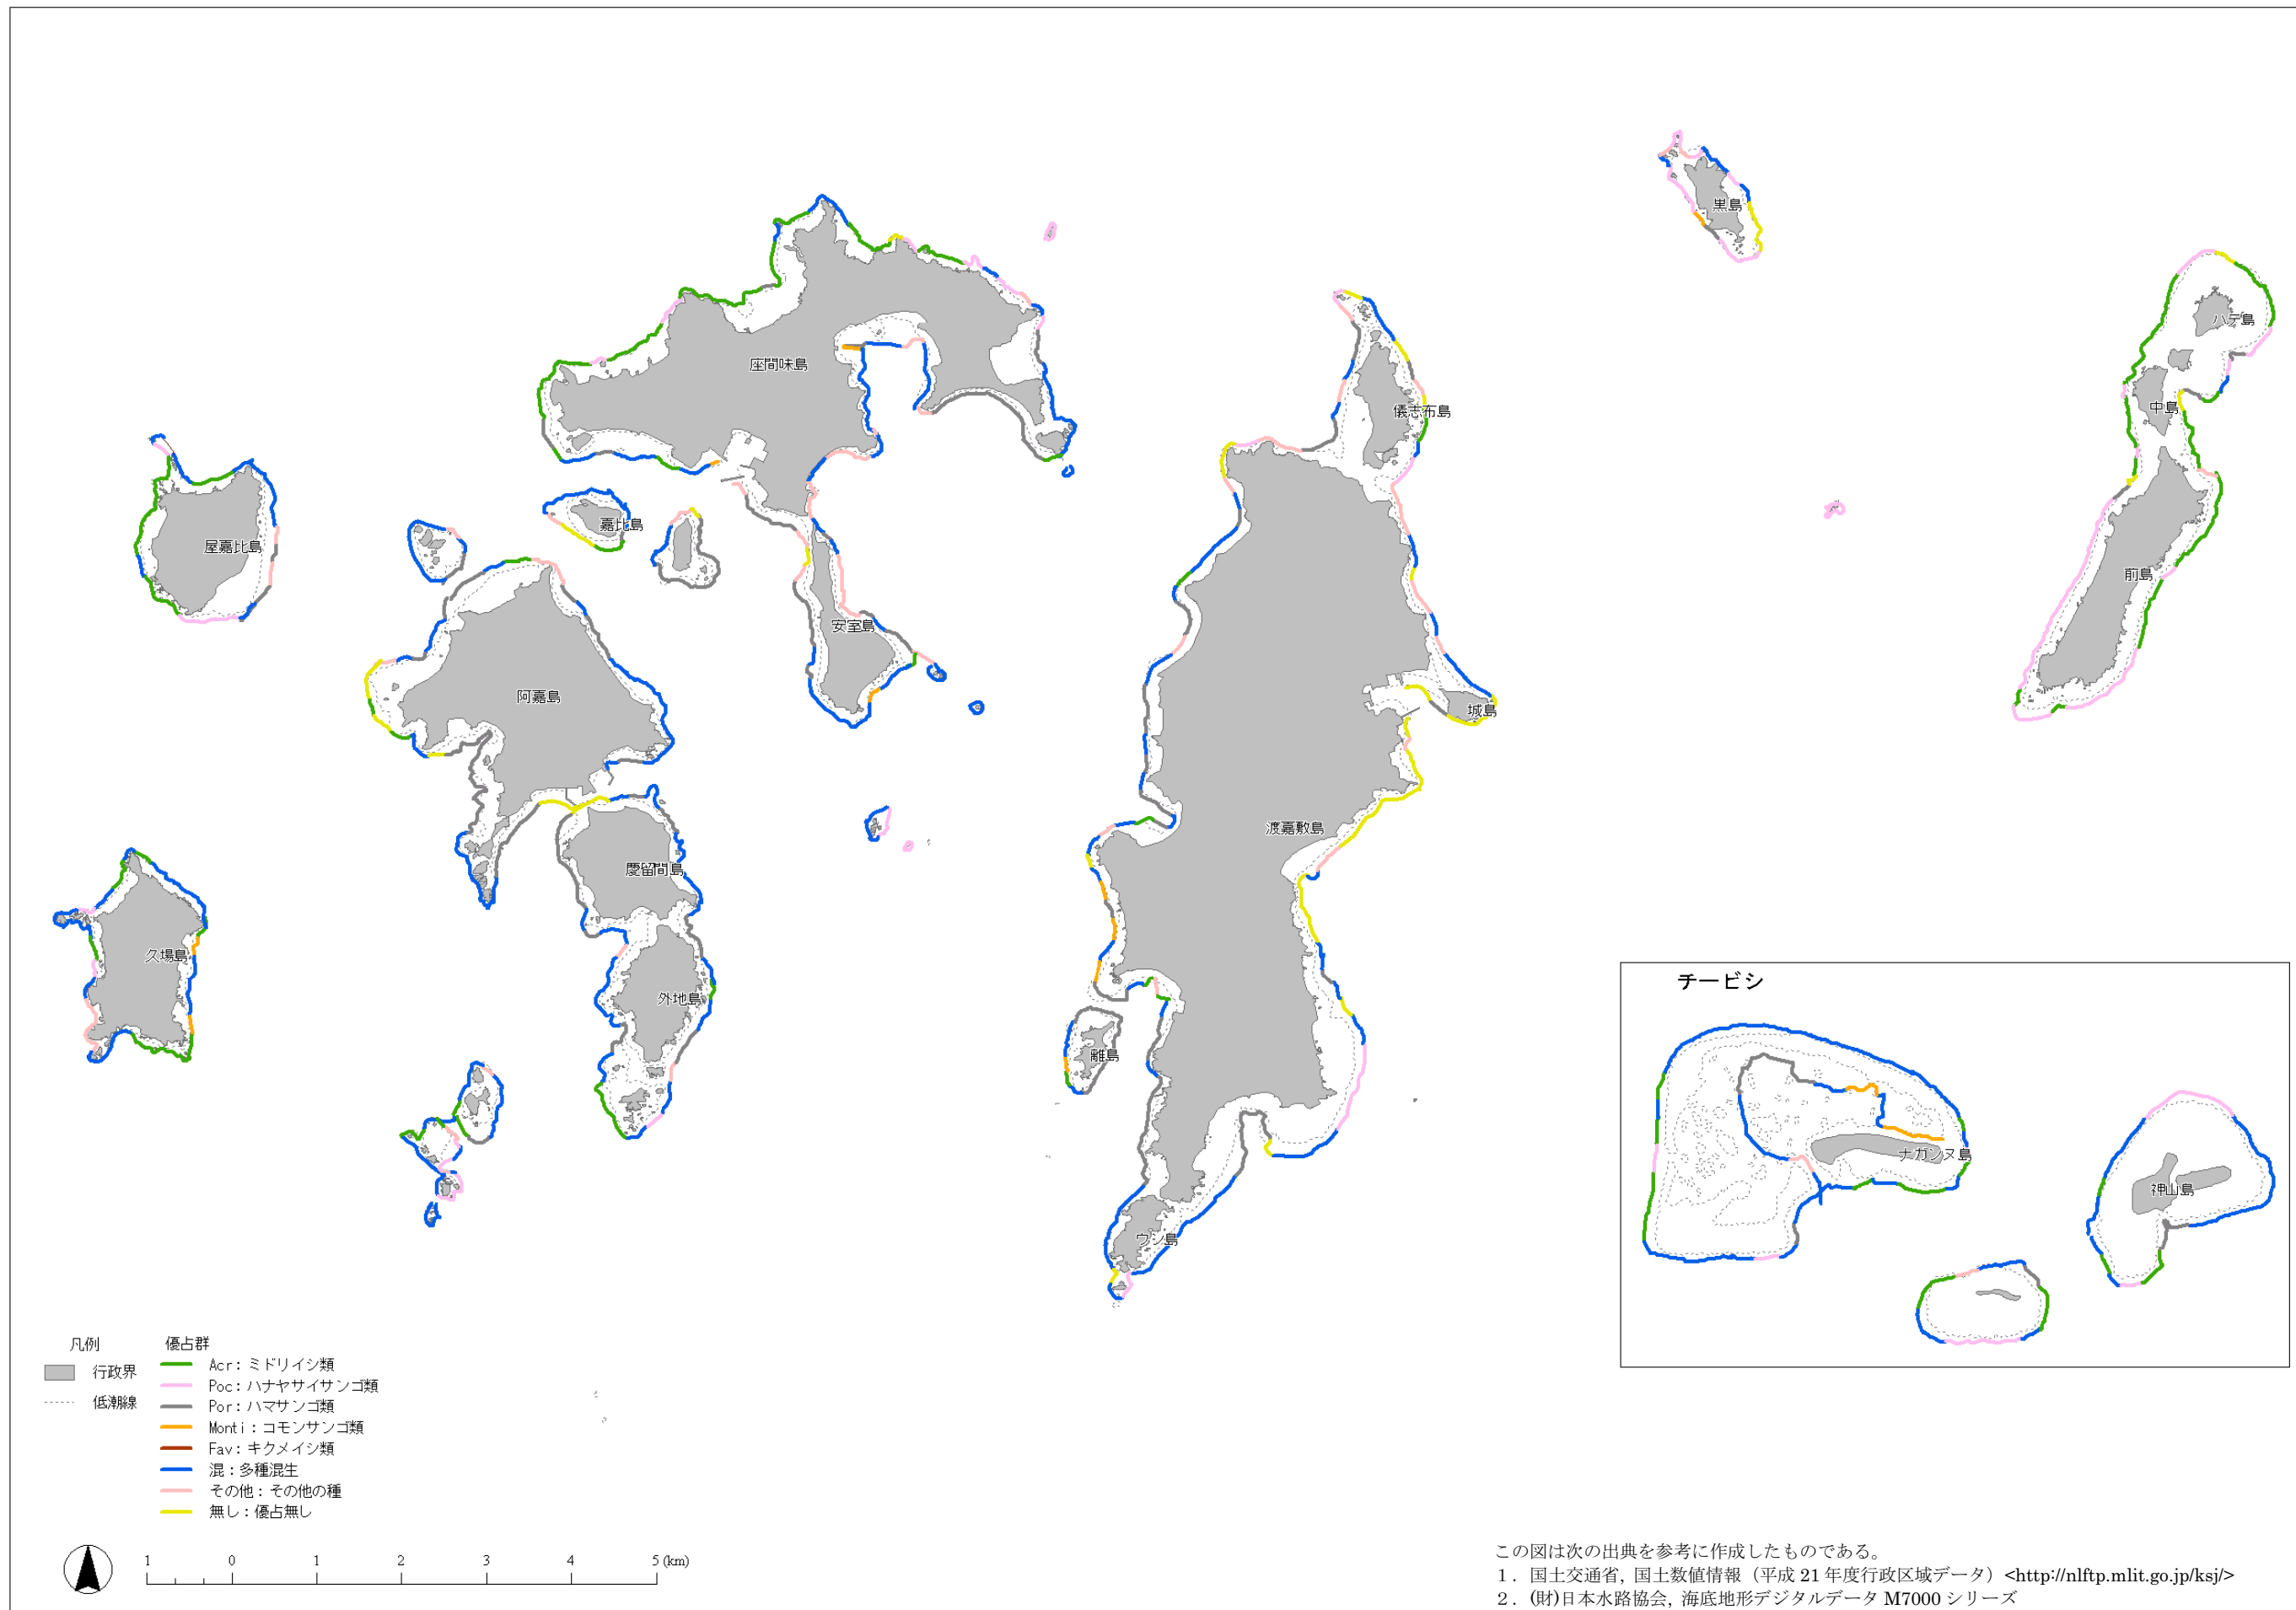 黒島
ハテ島
座間味島
儀志布島
中島
嘉比島
屋嘉比島
前島
安室島
阿嘉島
城島
渡嘉敷島
慶留間島
久場島
外地島
離島
ウシ島
チービシ
ナガンヌ島
神山島
凡例
行政界
低潮線
優占群
Acr：ミドリイシ類
Poc：ハナヤサイサンゴ類
Por：ハマサンゴ類
Monti：コモンサンゴ類
Fav：キクメイシ類
混：多種混生
その他：その他の種
無し：優占無し
1 0 1 2 3 4 5 (km)
この図は次の出典を参考に作成したものである。
１．国土交通省, 国土数値情報（平成 21 年度行政区域データ）<http://nlftp.mlit.go.jp/ksj/>
２．(財)日本水路協会, 海底地形デジタルデータ M7000 シリーズ